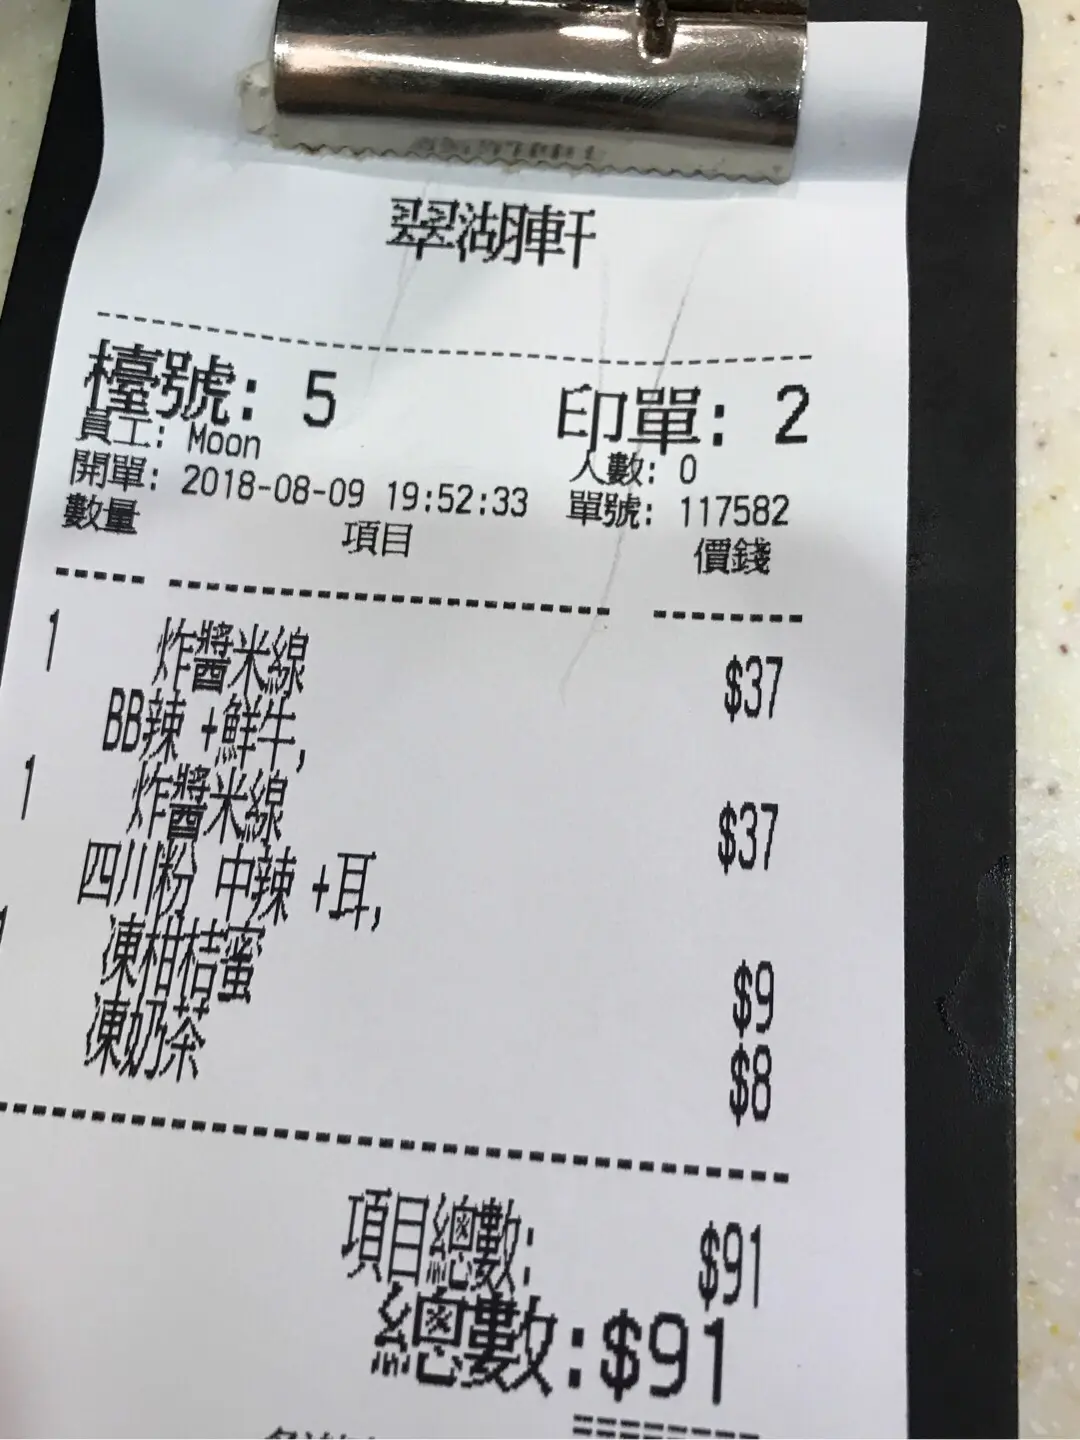 翠湖軒
檯號: 5 印單: 2
員工: Moon 人數: 0
開單: 2018-08-09 19:52:33 單號: 117582
數量 項目 價錢
1 炸醬米線 $37
BB辣 +鮮牛,
1 炸醬米線 $37
四川粉 中辣 +耳,
凍柑桔蜜 $9
凍奶茶 $8
項目總數: $91
總數:$91